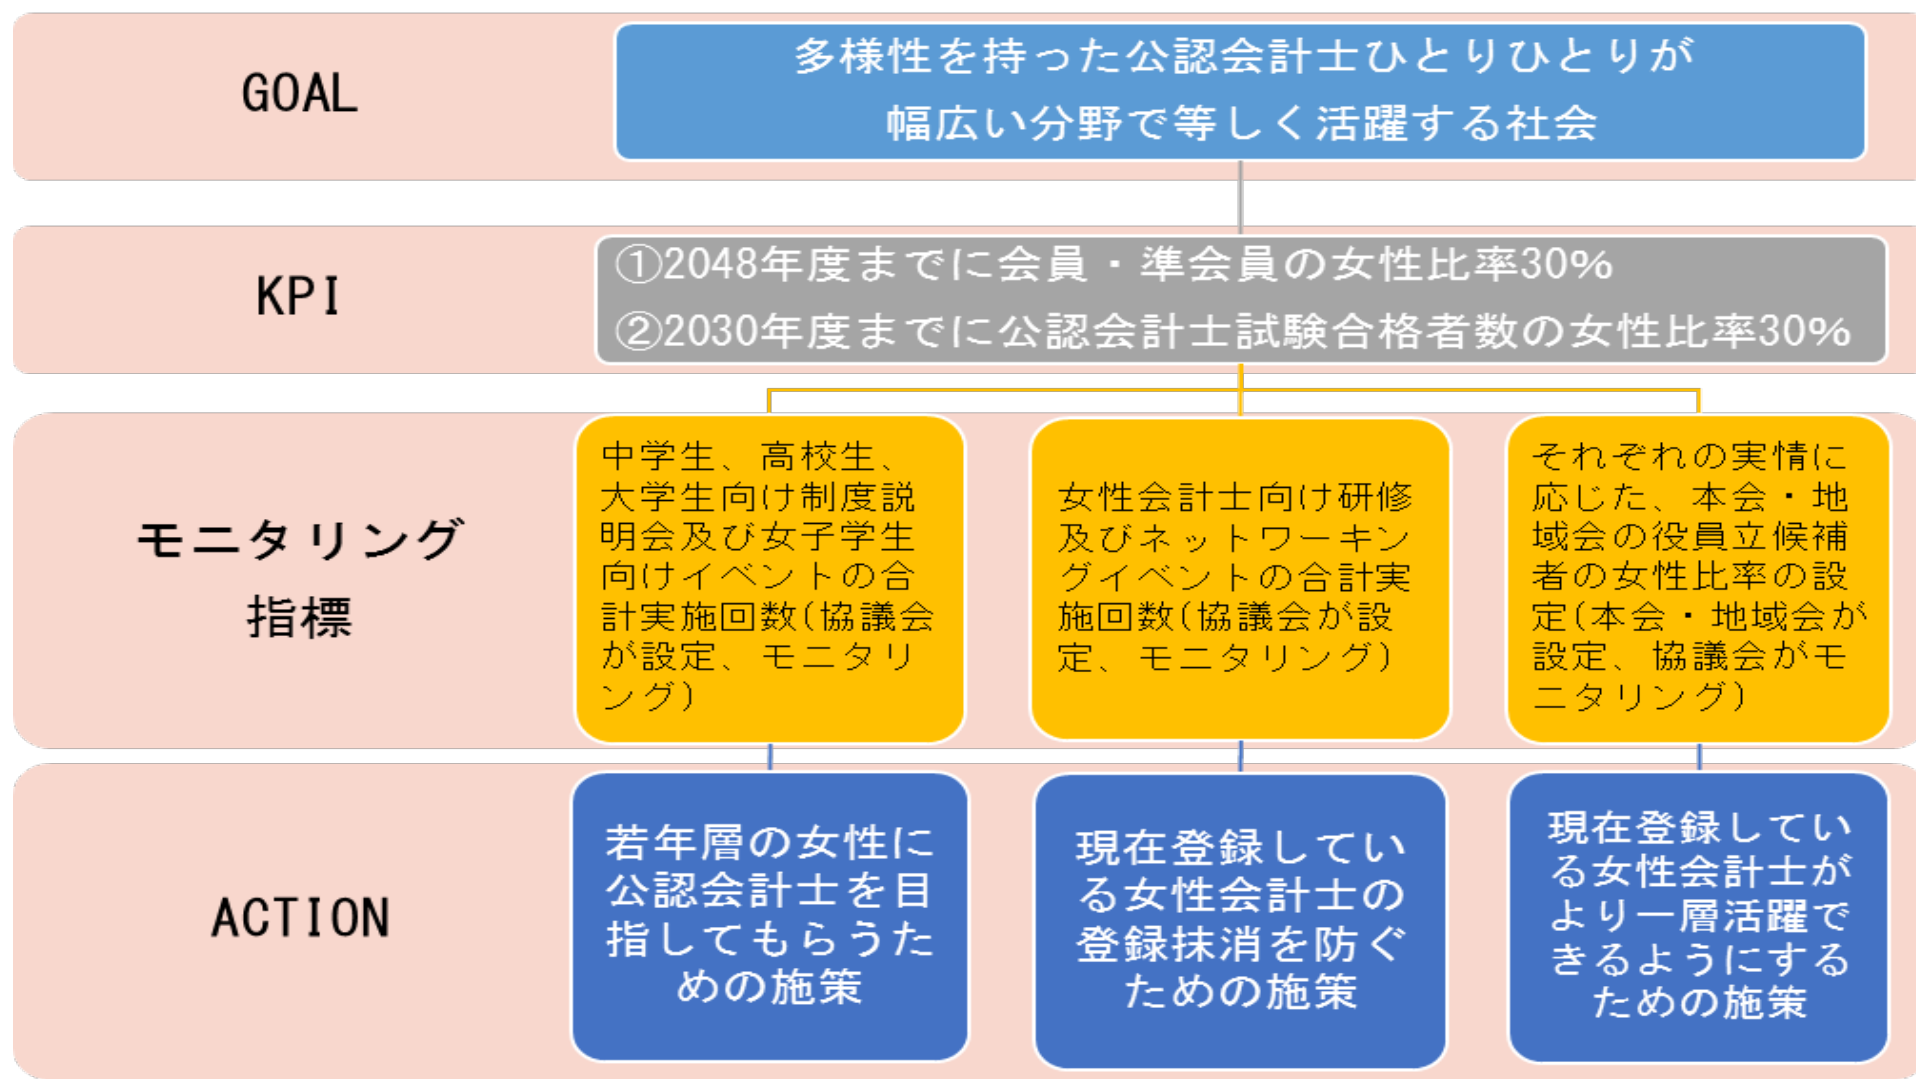 GOAL
多様性を持った公認会計士ひとりひとりが
幅広い分野で等しく活躍する社会
KPI
①2048年度までに会員・準会員の女性比率30%
②2030年度までに公認会計士試験合格者数の女性比率30%
モニタリング
指標
中学生、高校生、
大学生向け制度説
明会及び女子学生
向けイベントの合
計実施回数(協議会
が設定、モニタリ
ング)
女性会計士向け研修
及びネットワーキン
グイベントの合計実
施回数(協議会が設
定、モニタリング)
それぞれの実情に
応じた、本会・地
域会の役員立候補
者の女性比率の設
定(本会・地域会が
設定、協議会がモ
ニタリング)
ACTION
若年層の女性に
公認会計士を目
指してもらうた
めの施策
現在登録してい
る女性会計士の
登録抹消を防ぐ
ための施策
現在登録してい
る女性会計士が
より一層活躍で
きるようにする
ための施策